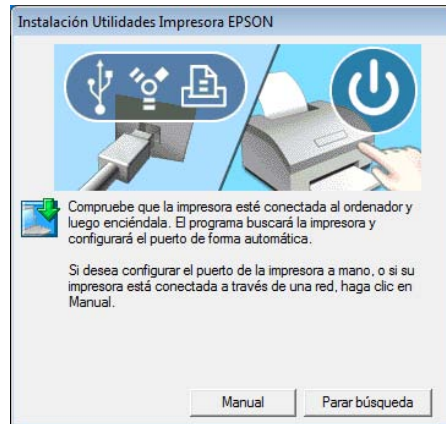 Instalación Utilidades Impresora EPSON
Compruebe que la impresora esté conectada al ordenador y
luego enciéndala. El programa buscará la impresora y
configurará el puerto de forma automática.
Si desea configurar el puerto de la impresora a mano, o si su
impresora está conectada a través de una red, haga clic en
Manual.
Manual
Parar búsqueda